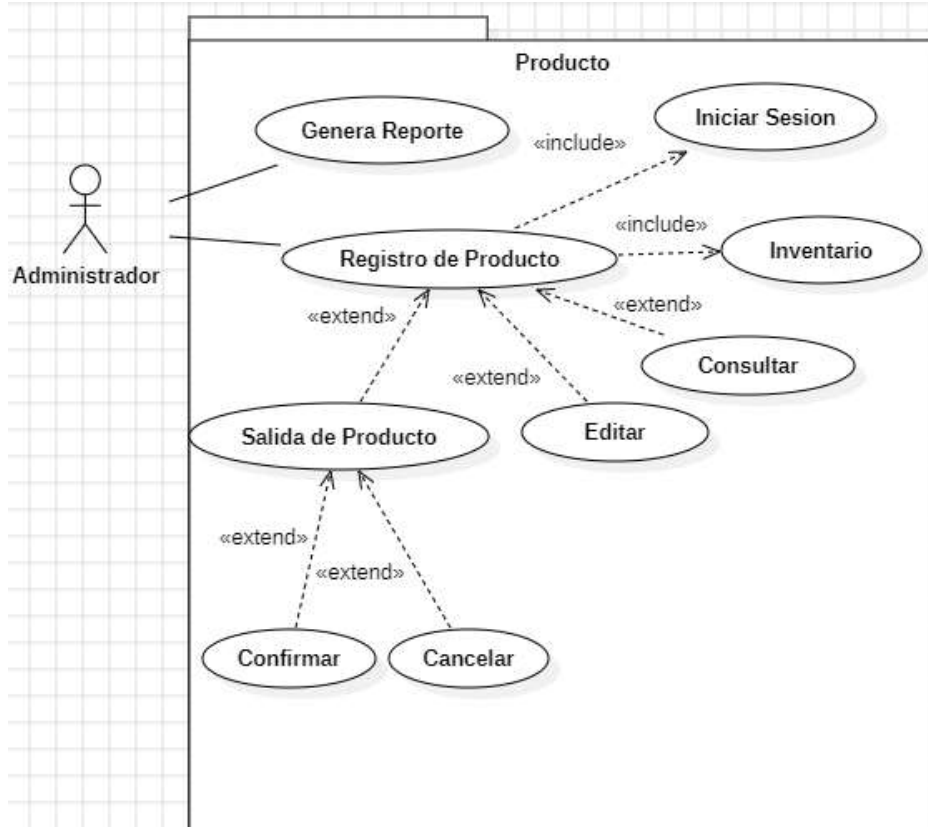 Producto
Genera Reporte
Iniciar Sesion
«include»
Administrador
Registro de Producto
«include»
Inventario
«extend»
«extend»
Consultar
«extend»
Salida de Producto
Editar
«extend»
«extend»
Confirmar
Cancelar